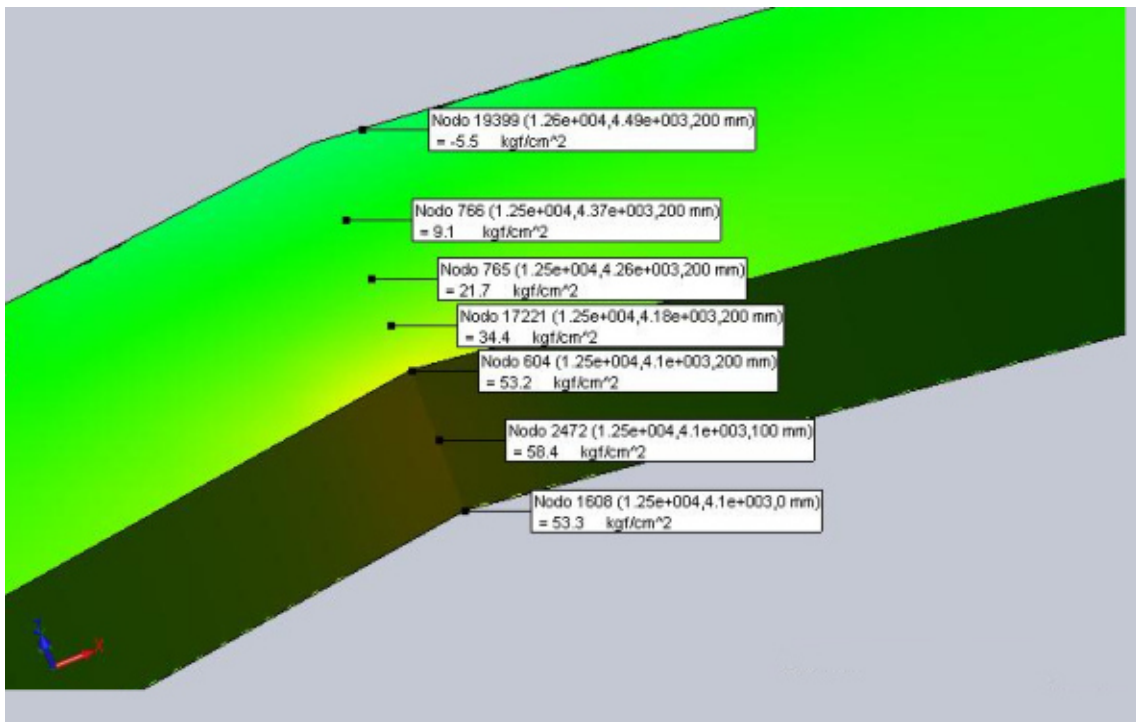 Nodo 19399 (1.26e+004,4.49e+003,200 mm)
= -5.5 kgf/cm^2
Nodo 766 (1.25e+004,4.37e+003,200 mm)
= 9.1 kgf/cm^2
Nodo 765 (1.25e+004,4.26e+003,200 mm)
= 21.7 kgf/cm^2
Nodo 17221 (1.25e+004,4.18e+003,200 mm)
= 34.4 kgf/cm^2
Nodo 604 (1.25e+004,4.1e+003,200 mm)
= 53.2 kgf/cm^2
Nodo 2472 (1.25e+004,4.1e+003,100 mm)
= 58.4 kgf/cm^2
Nodo 1608 (1.25e+004,4.1e+003,0 mm)
= 53.3 kgf/cm^2
X